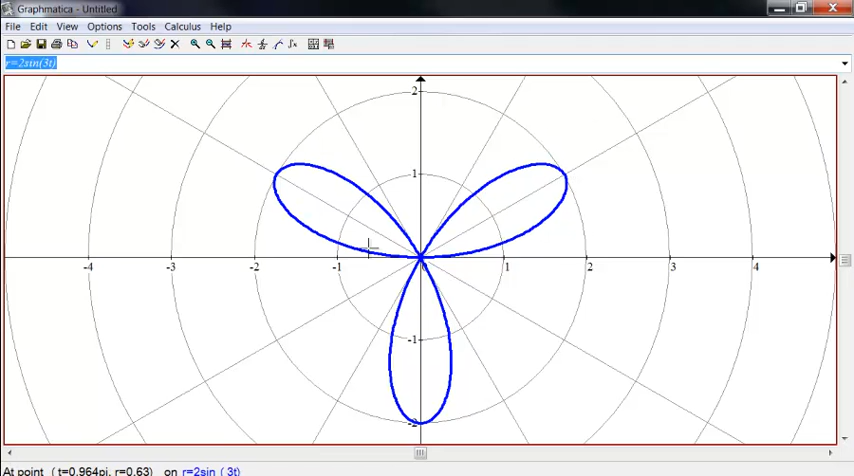 Graphmatica - Untitled
File Edit View Options Tools Calculus Help
r=2sin(3t)
2
1
-4 -3 -2 -1 0 1 2 3 4
-1
-2
At point (t=0.964pi, r=0.63) on r=2sin (3t)